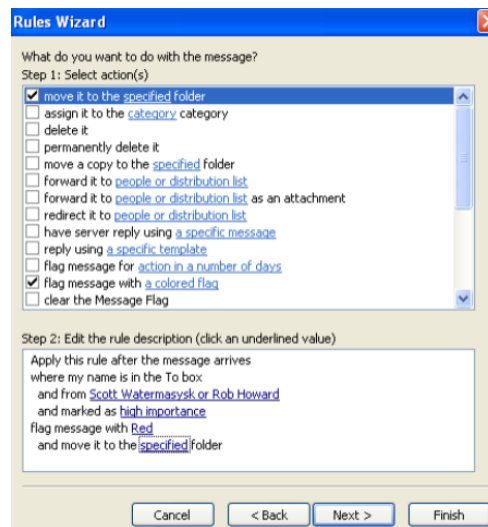 Rules Wizard
What do you want to do with the message?
Step 1: Select action(s)
move it to the specified folder
assign it to the category category
delete it
permanently delete it
move a copy to the specified folder
forward it to people or distribution list
forward it to people or distribution list as an attachment
redirect it to people or distribution list
have server reply using a specific message
reply using a specific template
flag message for action in a number of days
flag message with a colored flag
clear the Message Flag
Step 2: Edit the rule description (click an underlined value)
Apply this rule after the message arrives
where my name is in the To box
and from Scott Watermasysk or Rob Howard
and marked as high importance
flag message with Red
and move it to the specified folder
Cancel < Back Next > Finish